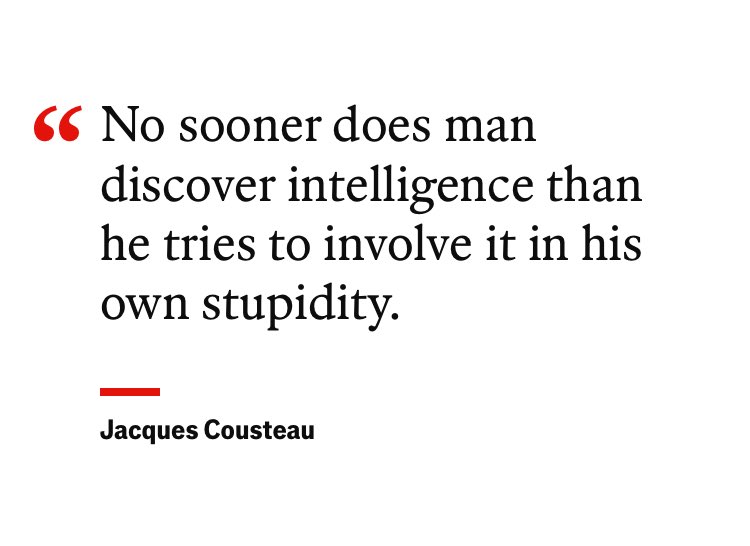 “ No sooner does man
discover intelligence than
he tries to involve it in his
own stupidity.
Jacques Cousteau